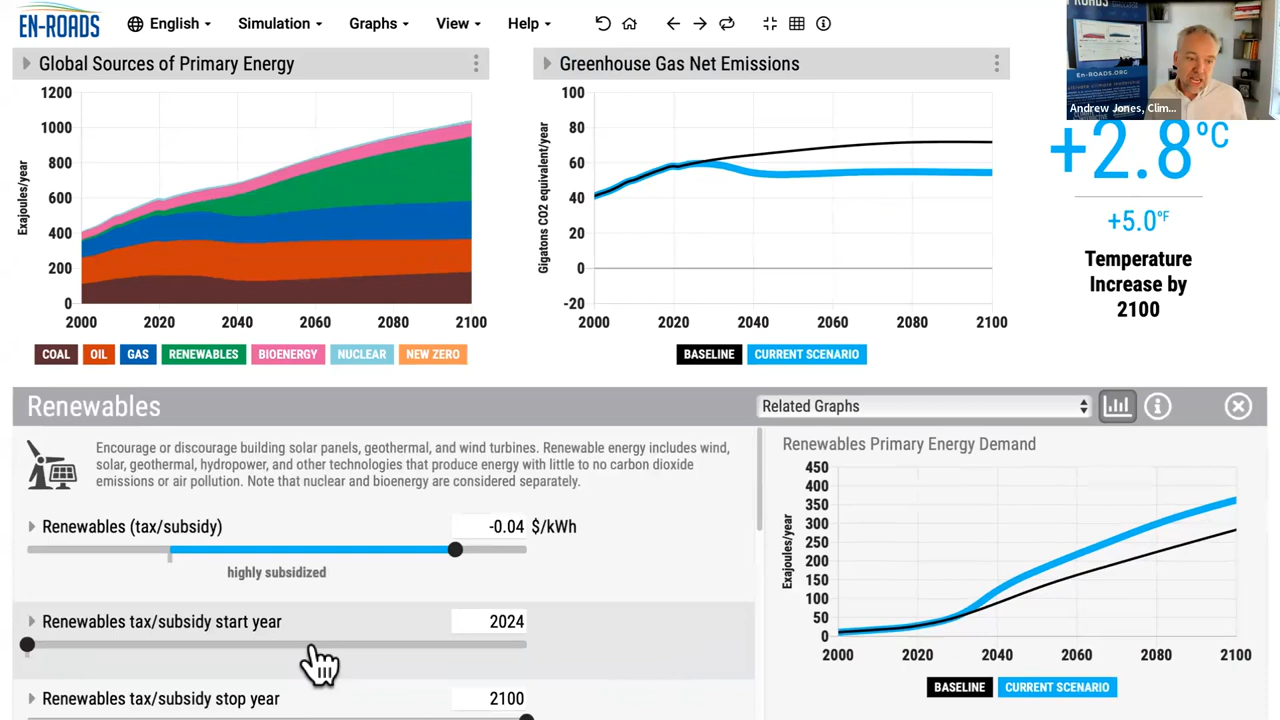 EN-ROADS
English
Simulation
Graphs
View
Help
En-ROADS.ORG
Andrew Jones, Clim...
Global Sources of Primary Energy
1200
1000
800
600
400
200
0
Exajoules/year
2000 2020 2040 2060 2080 2100
COAL OIL GAS RENEWABLES BIOENERGY NUCLEAR NEW ZERO
Greenhouse Gas Net Emissions
100
80
60
40
20
0
-20
Gigatons CO2 equivalent/year
2000 2020 2040 2060 2080 2100
BASELINE CURRENT SCENARIO
+2.8°C
+5.0°F
Temperature
Increase by
2100
Renewables
Related Graphs
Encourage or discourage building solar panels, geothermal, and wind turbines. Renewable energy includes wind,
solar, geothermal, hydropower, and other technologies that produce energy with little to no carbon dioxide
emissions or air pollution. Note that nuclear and bioenergy are considered separately.
Renewables (tax/subsidy) -0.04 $/kWh
highly subsidized
Renewables tax/subsidy start year 2024
Renewables tax/subsidy stop year 2100
Renewables Primary Energy Demand
450
400
350
300
250
200
150
100
50
0
Exajoules/year
2000 2020 2040 2060 2080 2100
BASELINE CURRENT SCENARIO